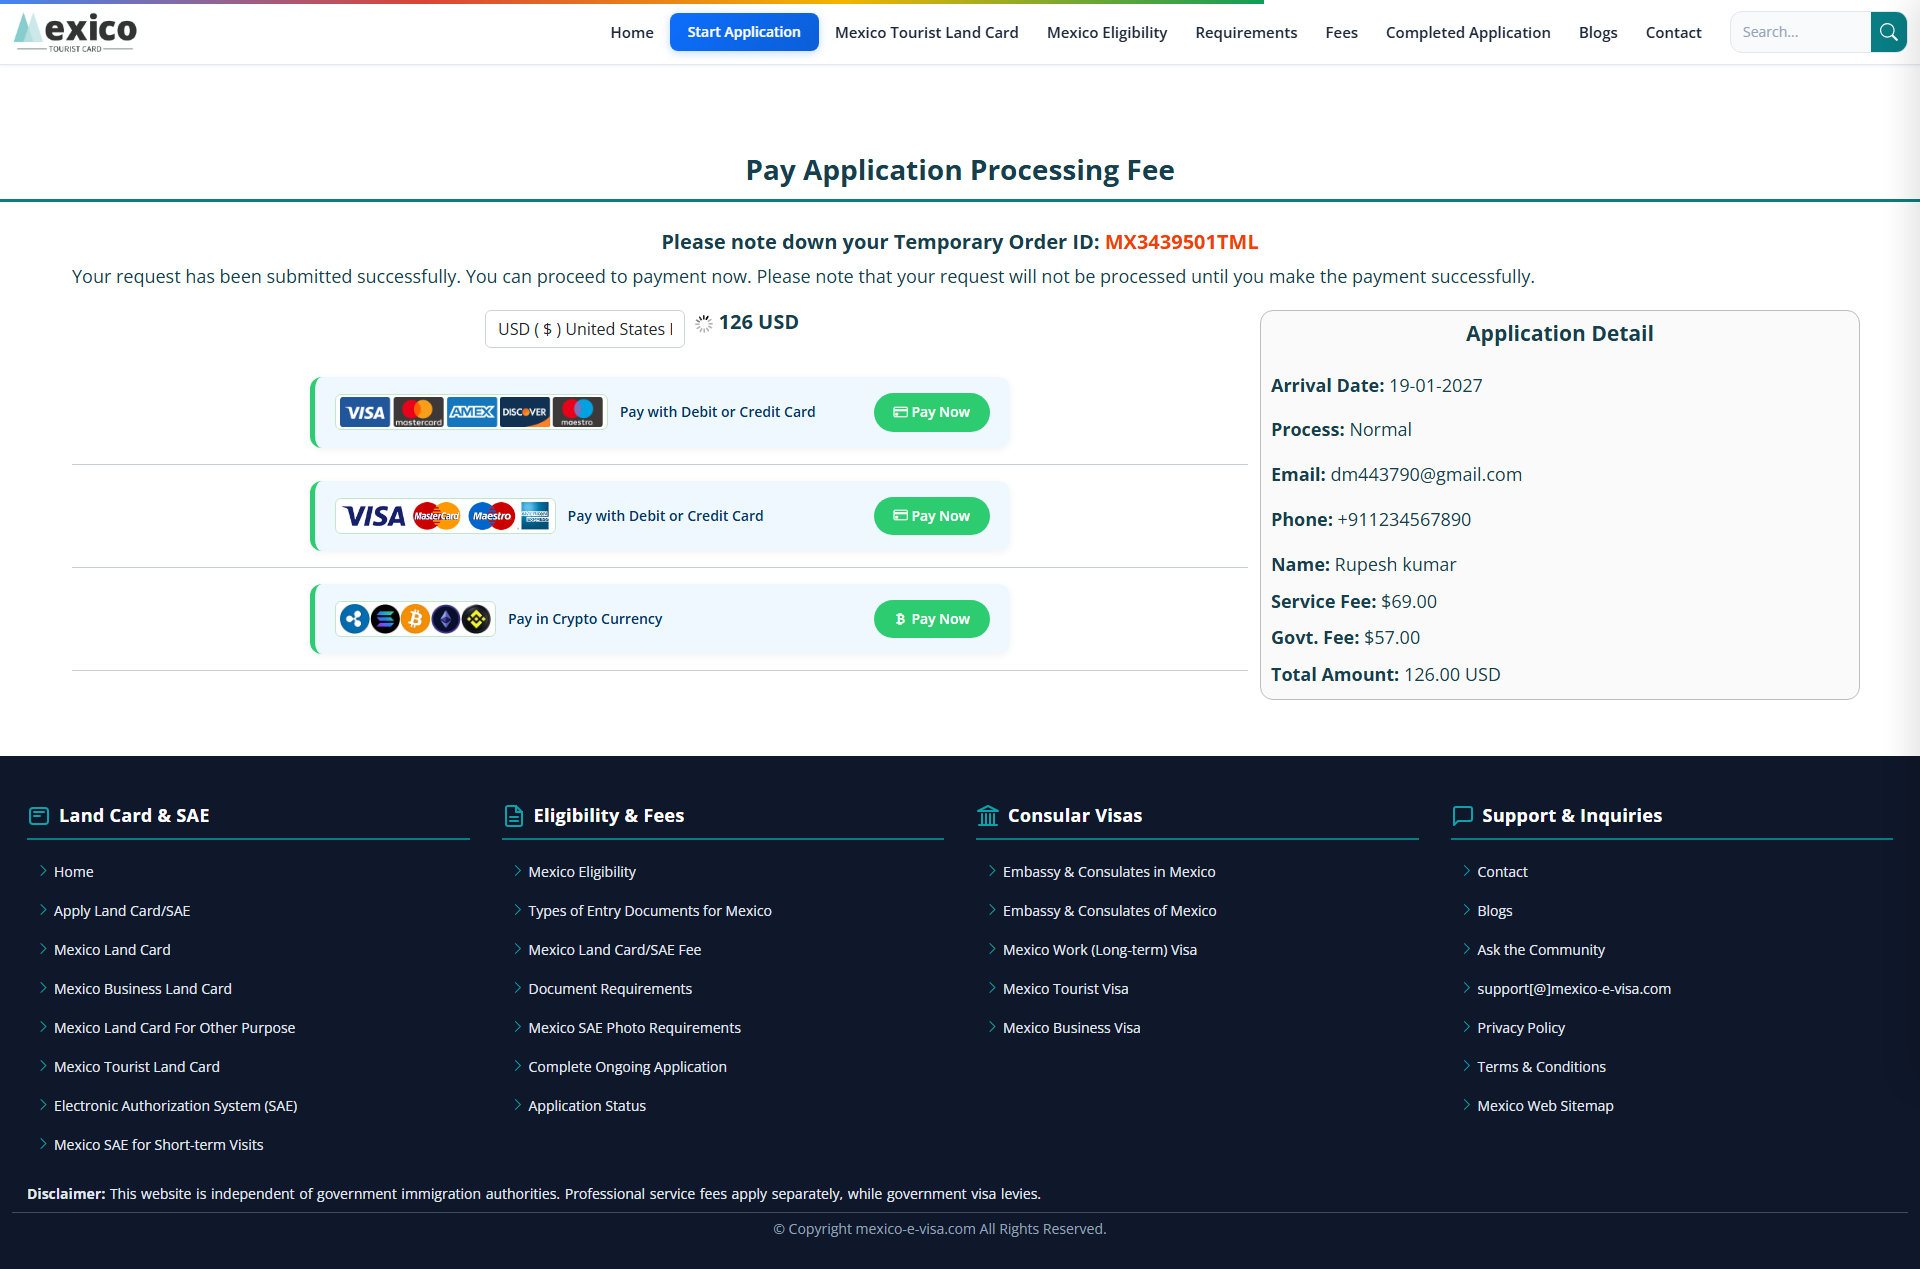 exico
TOURIST CARD
Home
Start Application
Mexico Tourist Land Card
Mexico Eligibility
Requirements
Fees
Completed Application
Blogs
Contact
Search...
Pay Application Processing Fee
Please note down your Temporary Order ID: MX3439501TML
Your request has been submitted successfully. You can proceed to payment now. Please note that your request will not be processed until you make the payment successfully.
USD ( $ ) United States
126 USD
VISA mastercard AMEX DISCOVER maestro
Pay with Debit or Credit Card
Pay Now
VISA MasterCard Maestro
Pay with Debit or Credit Card
Pay Now
Pay in Crypto Currency
Pay Now
Application Detail
Arrival Date: 19-01-2027
Process: Normal
Email: dm443790@gmail.com
Phone: +911234567890
Name: Rupesh kumar
Service Fee: $69.00
Govt. Fee: $57.00
Total Amount: 126.00 USD
Land Card & SAE
Home
Apply Land Card/SAE
Mexico Land Card
Mexico Business Land Card
Mexico Land Card For Other Purpose
Mexico Tourist Land Card
Electronic Authorization System (SAE)
Mexico SAE for Short-term Visits
Eligibility & Fees
Mexico Eligibility
Types of Entry Documents for Mexico
Mexico Land Card/SAE Fee
Document Requirements
Mexico SAE Photo Requirements
Complete Ongoing Application
Application Status
Consular Visas
Embassy & Consulates in Mexico
Embassy & Consulates of Mexico
Mexico Work (Long-term) Visa
Mexico Tourist Visa
Mexico Business Visa
Support & Inquiries
Contact
Blogs
Ask the Community
support[@]mexico-e-visa.com
Privacy Policy
Terms & Conditions
Mexico Web Sitemap
Disclaimer: This website is independent of government immigration authorities. Professional service fees apply separately, while government visa levies.
© Copyright mexico-e-visa.com All Rights Reserved.